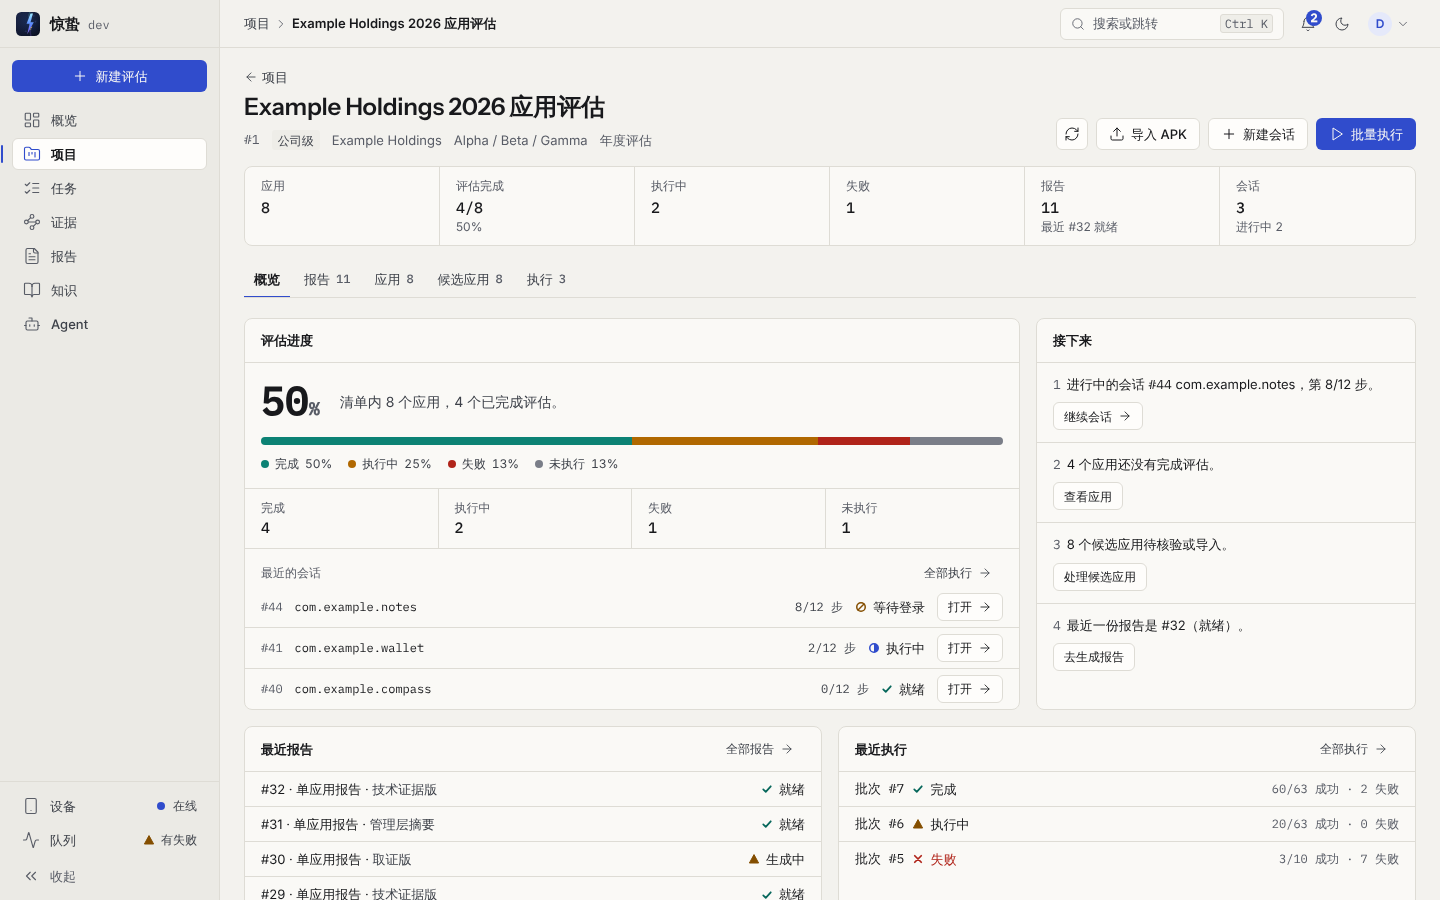 惊蛰 dev
新建评估
概览
项目
任务
证据
报告
知识
Agent
设备 在线
队列 有失败
收起
项目 Example Holdings 2026 应用评估
搜索或跳转 Ctrl K
2
D
项目
Example Holdings 2026 应用评估
#1 公司级 Example Holdings Alpha / Beta / Gamma 年度评估
导入 APK
新建会话
批量执行
应用
8
评估完成
4/8
50%
执行中
2
失败
1
报告
11
最近 #32 就绪
会话
3
进行中 2
概览 报告 11 应用 8 候选应用 8 执行 3
评估进度
50% 清单内 8 个应用，4 个已完成评估。
完成 50% 执行中 25% 失败 13% 未执行 13%
完成
4
执行中
2
失败
1
未执行
1
最近的会话 全部执行
#44 com.example.notes 8/12 步 等待登录 打开
#41 com.example.wallet 2/12 步 执行中 打开
#40 com.example.compass 0/12 步 就绪 打开
接下来
1 进行中的会话 #44 com.example.notes，第 8/12 步。
继续会话
2 4 个应用还没有完成评估。
查看应用
3 8 个候选应用待核验或导入。
处理候选应用
4 最近一份报告是 #32（就绪）。
去生成报告
最近报告 全部报告
#32 · 单应用报告 · 技术证据版 就绪
#31 · 单应用报告 · 管理层摘要 就绪
#30 · 单应用报告 · 取证版 生成中
#29 · 单应用报告 · 技术证据版 就绪
最近执行 全部执行
批次 #7 完成 60/63 成功 · 2 失败
批次 #6 执行中 20/63 成功 · 0 失败
批次 #5 失败 3/10 成功 · 7 失败